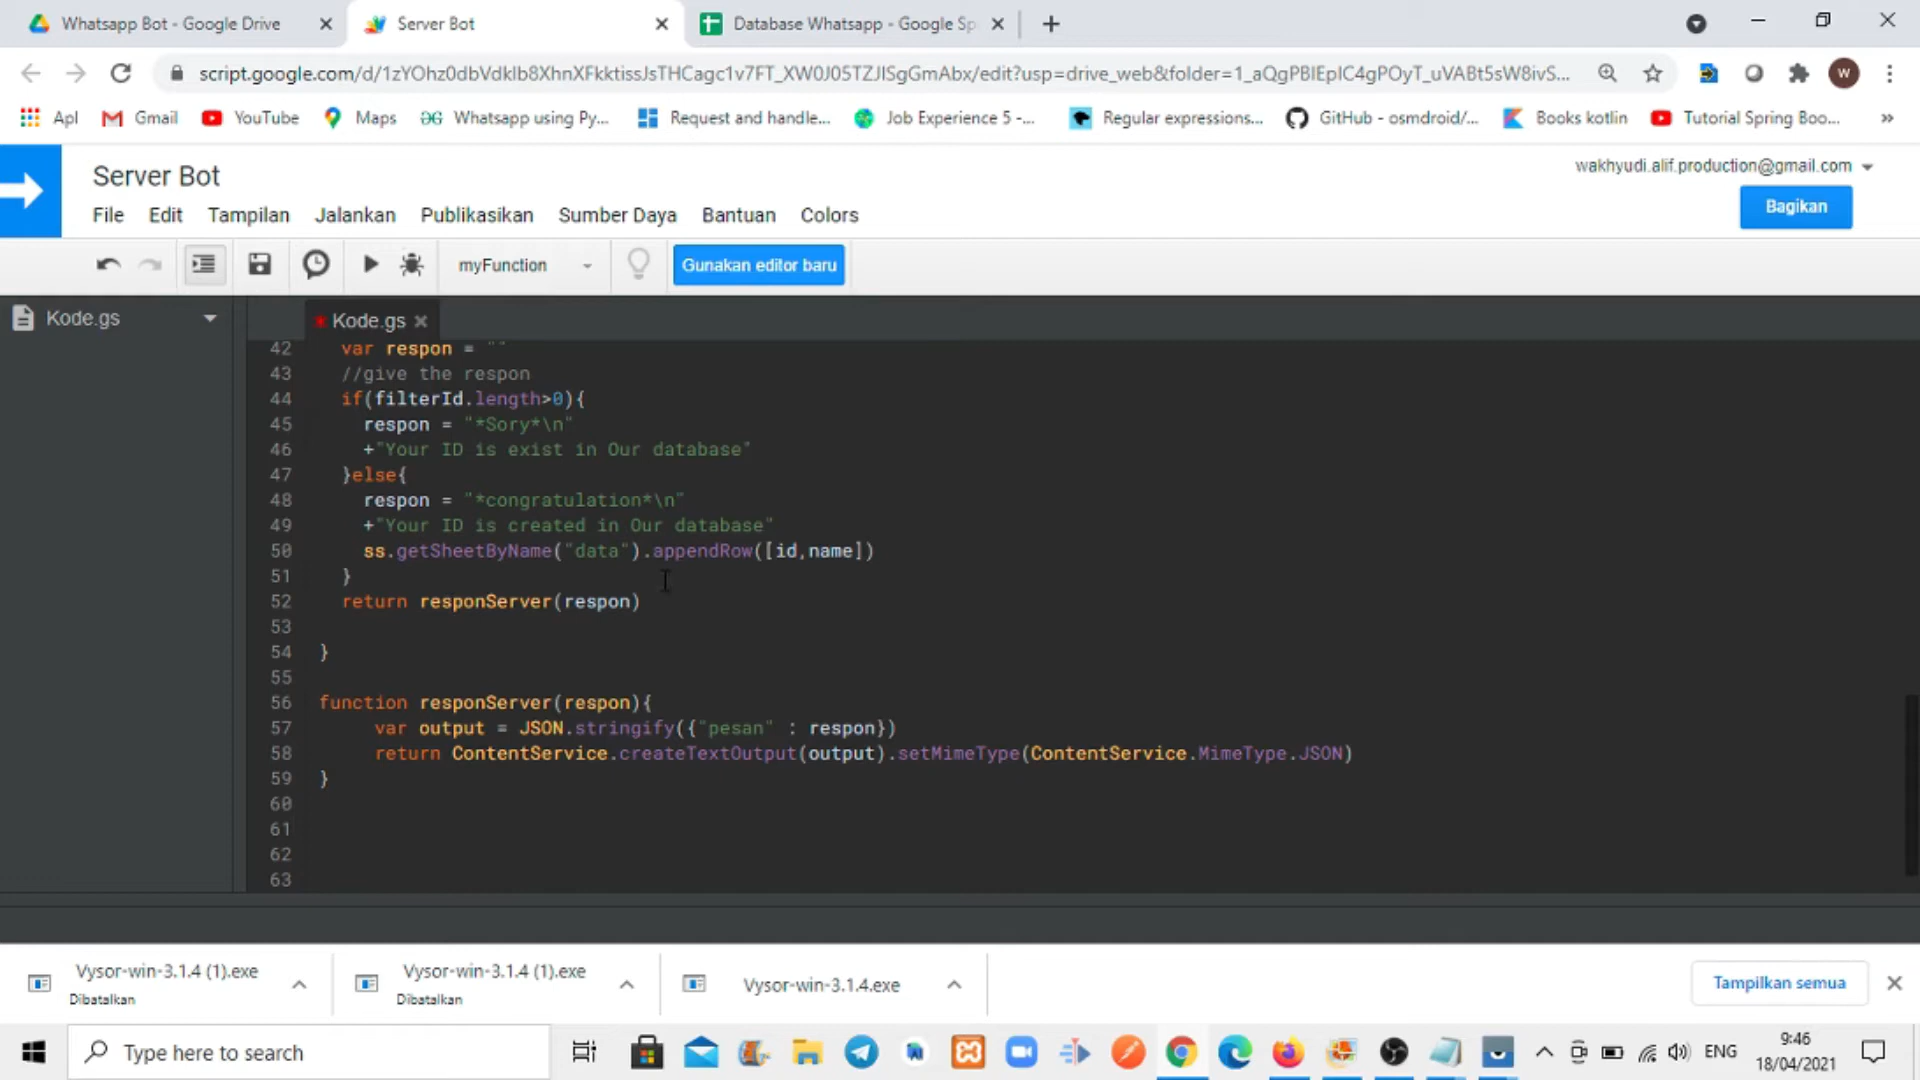 Whatsapp Bot - Google Drive
Server Bot
Database Whatsapp - Google Sp
script.google.com/d/1zYOhz0dbVdklb8XhnXFkktissJsTHCagc1v7FT_XW0J05TZJISgGmAbx/edit?usp=drive_web&folder=1_aQgPBIEpIC4gPOyT_uVABt5sW8ivS...
W
Apl
Gmail
YouTube
Maps
Whatsapp using Py...
Request and handle...
Job Experience 5 -...
Regular expressions...
GitHub - osmdroid/...
Books kotlin
Tutorial Spring Boo...
»
Server Bot
wakhyudi.alif.production@gmail.com
File Edit Tampilan Jalankan Publikasikan Sumber Daya Bantuan Colors
Bagikan
myFunction
Gunakan editor baru
Kode.gs
Kode.gs
42 var respon = ""
43 //give the respon
44 if(filterId.length>0){
45 respon = "*Sory*\n"
46 +"Your ID is exist in Our database"
47 }else{
48 respon = "*congratulation*\n"
49 +"Your ID is created in Our database"
50 ss.getSheetByName("data").appendRow([id,name])
51 }
52 return responServer(respon)
53
54 }
55
56 function responServer(respon){
57 var output = JSON.stringify({"pesan" : respon})
58 return ContentService.createTextOutput(output).setMimeType(ContentService.MimeType.JSON)
59 }
60
61
62
63
Vysor-win-3.1.4 (1).exe
Dibatalkan
Vysor-win-3.1.4 (1).exe
Dibatalkan
Vysor-win-3.1.4.exe
Tampilkan semua
Type here to search
ENG
9:46
18/04/2021